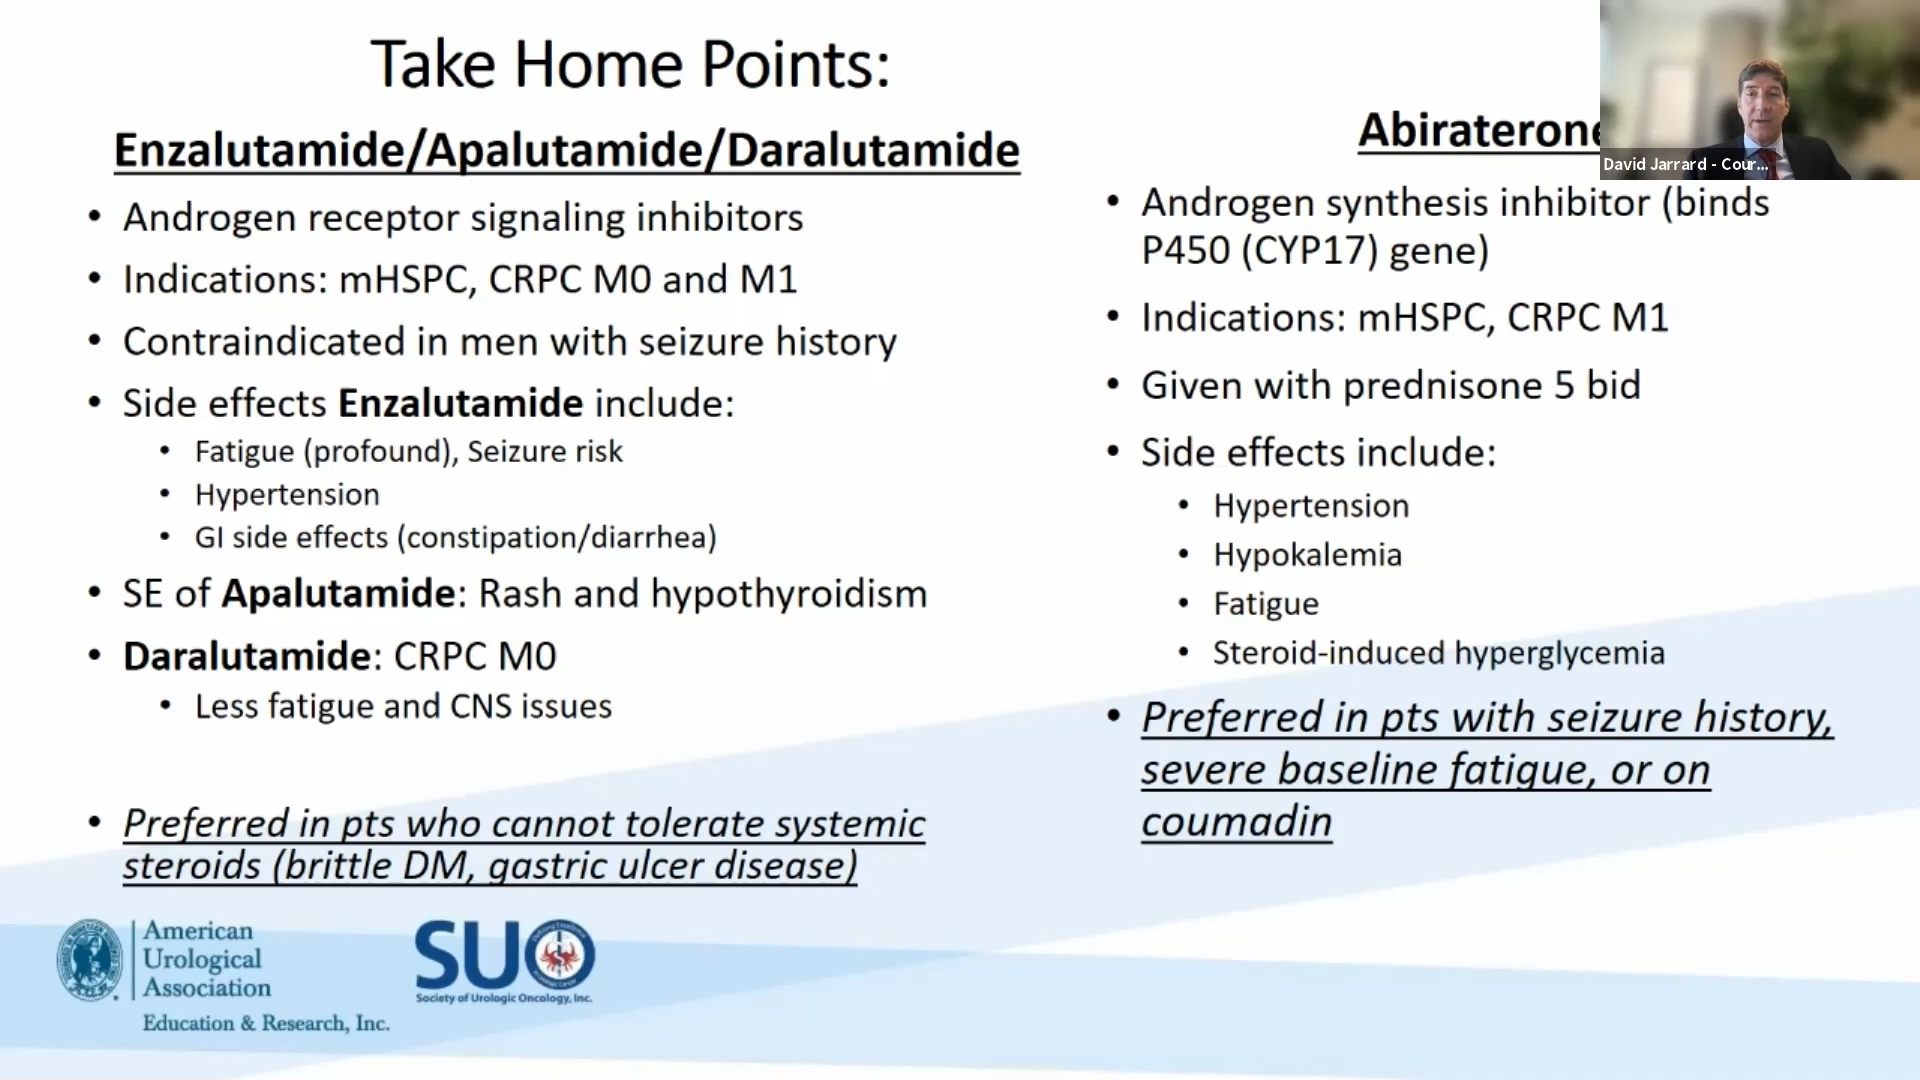 Take Home Points:
Enzalutamide/Apalutamide/Daralutamide
• Androgen receptor signaling inhibitors
• Indications: mHSPC, CRPC M0 and M1
• Contraindicated in men with seizure history
• Side effects Enzalutamide include:
• Fatigue (profound), Seizure risk
• Hypertension
• GI side effects (constipation/diarrhea)
• SE of Apalutamide: Rash and hypothyroidism
• Daralutamide: CRPC M0
• Less fatigue and CNS issues
• Preferred in pts who cannot tolerate systemic
steroids (brittle DM, gastric ulcer disease)
Abiraterone
• Androgen synthesis inhibitor (binds
P450 (CYP17) gene)
• Indications: mHSPC, CRPC M1
• Given with prednisone 5 bid
• Side effects include:
• Hypertension
• Hypokalemia
• Fatigue
• Steroid-induced hyperglycemia
• Preferred in pts with seizure history,
severe baseline fatigue, or on
coumadin
David Jarrard - Cour...
American
Urological
Association
Education & Research, Inc.
SUO
Society of Urologic Oncology, Inc.